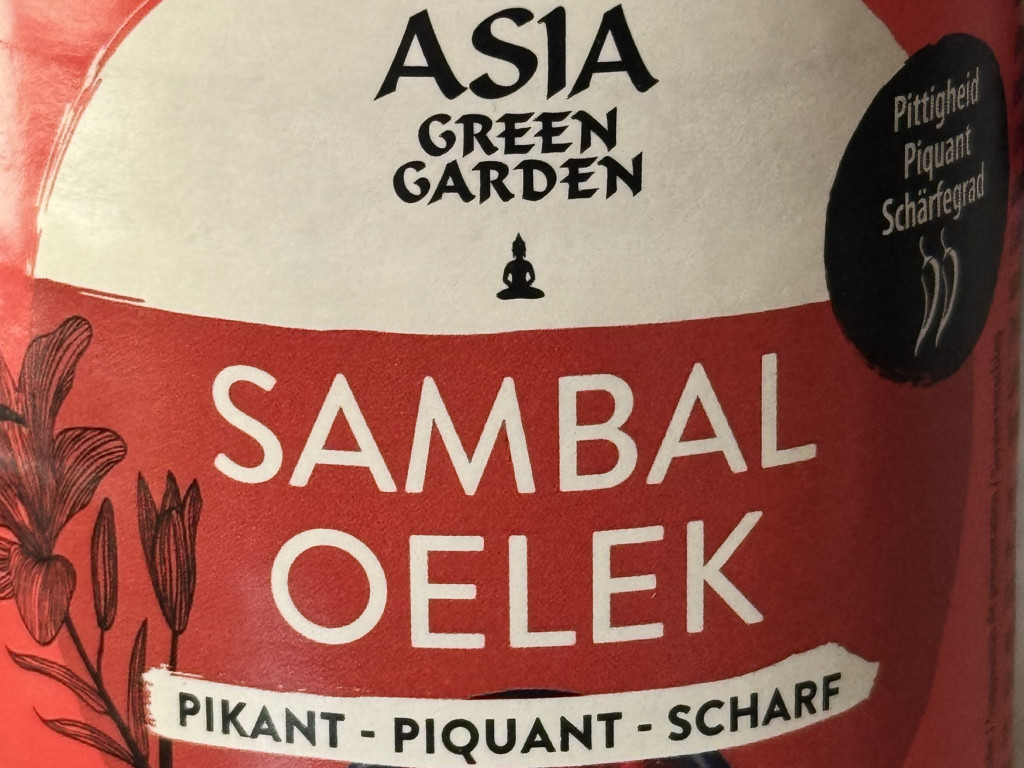 ASIA
GREEN
GARDEN
Pittigheid
Piquant
Schärfegrad
SAMBAL
OELEK
PIKANT - PIQUANT - SCHARF